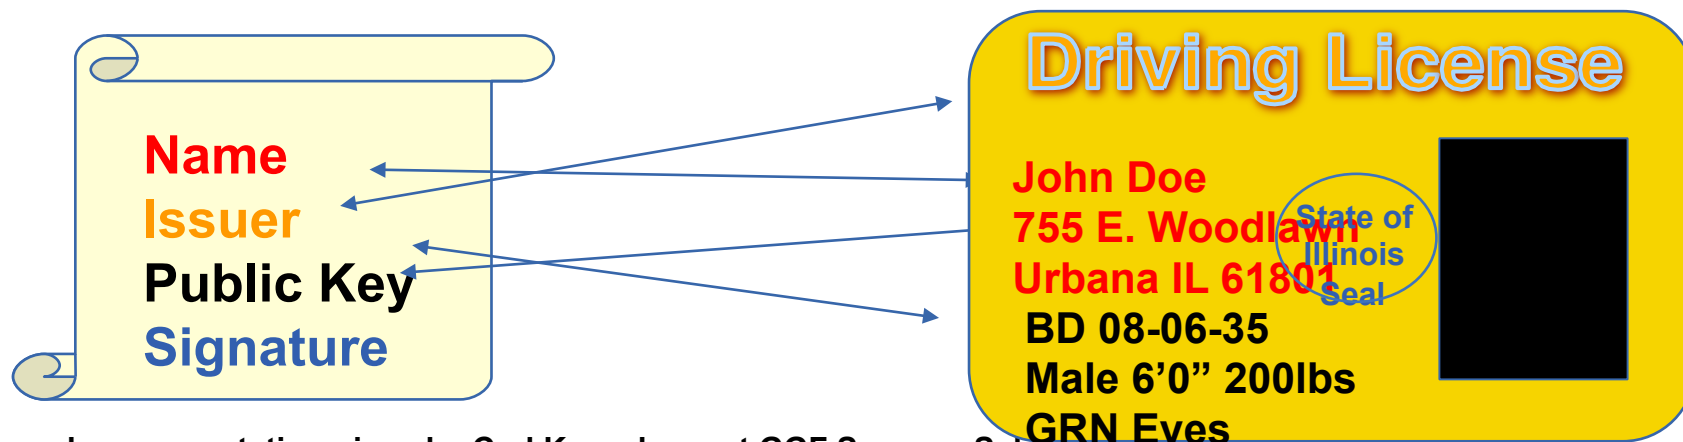 Name
Issuer
Public Key
Signature
Driving License
John Doe
755 E. Woodlawn
Urbana IL 61801
BD 08-06-35
Male 6’0” 200lbs
GRN Eyes
State of
Illinois
Seal